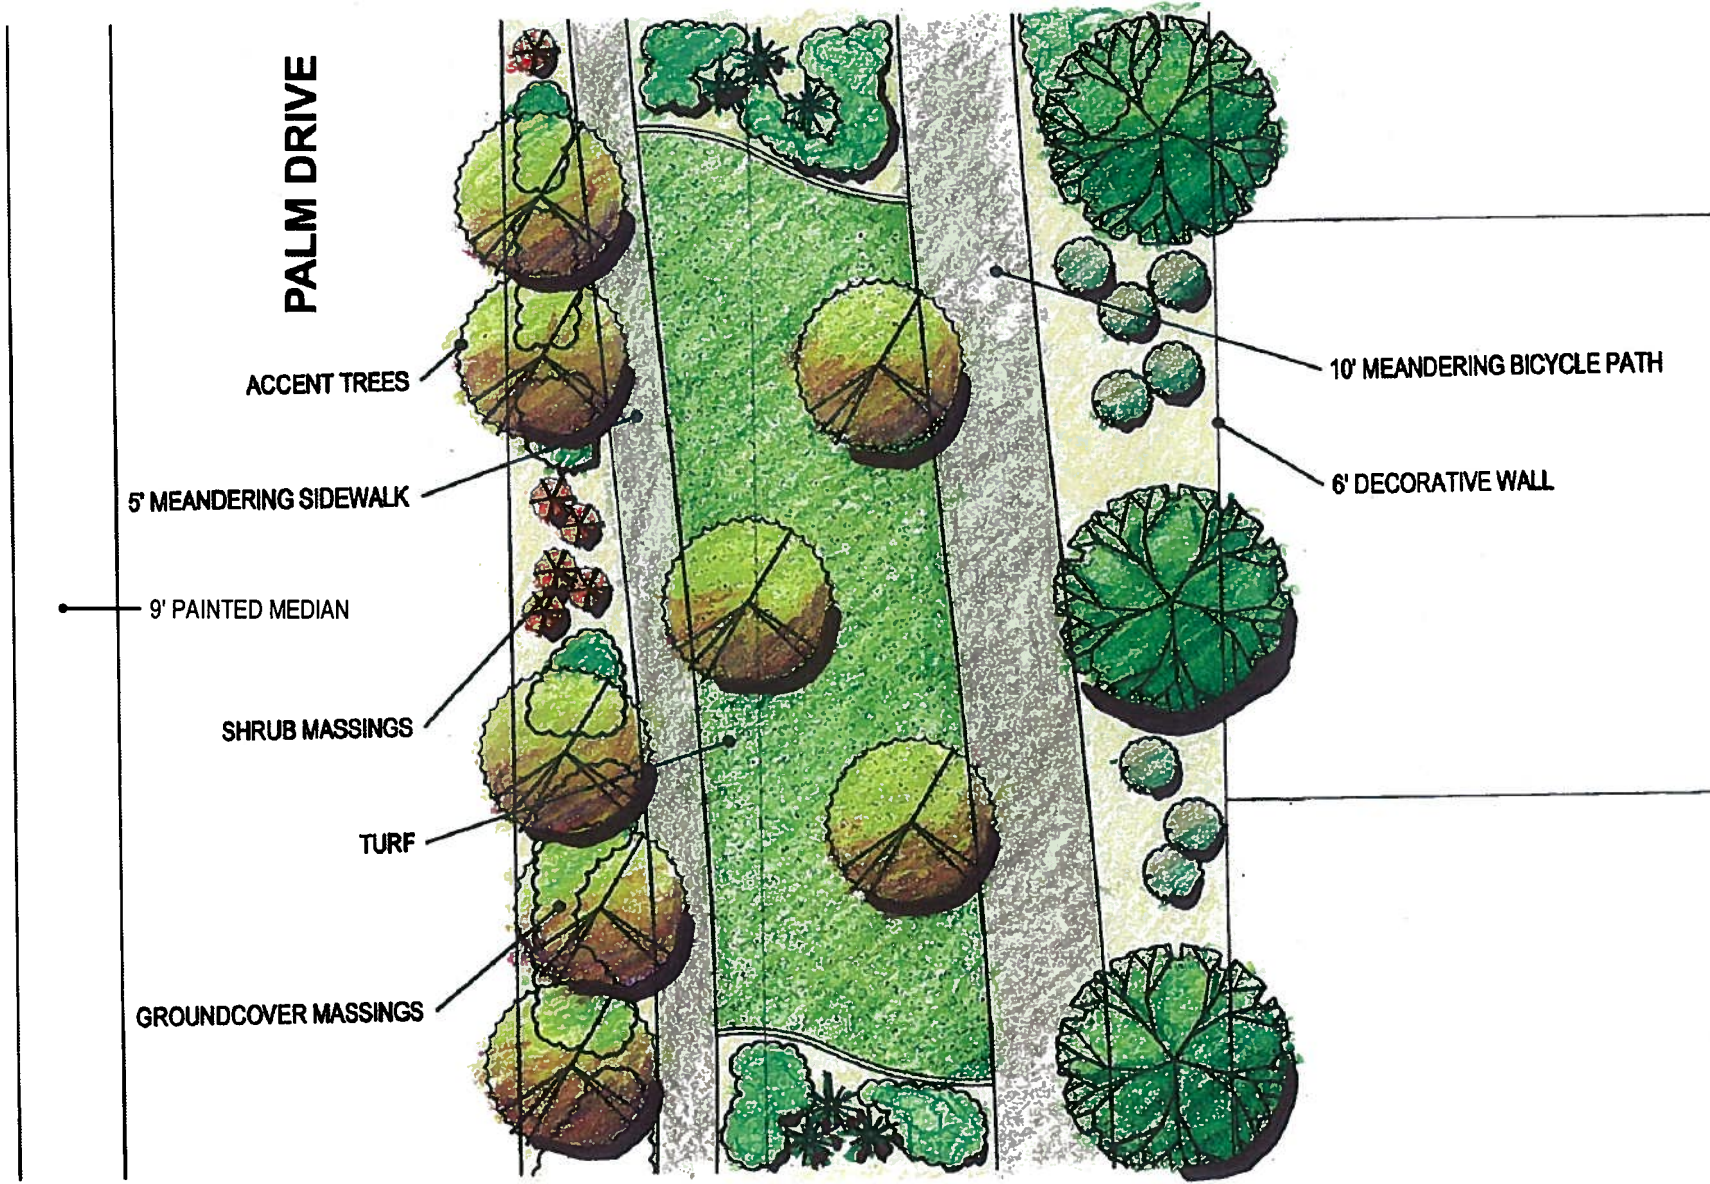 PALM DRIVE
ACCENT TREES
10' MEANDERING BICYCLE PATH
5' MEANDERING SIDEWALK
6' DECORATIVE WALL
9' PAINTED MEDIAN
SHRUB MASSINGS
TURF
GROUNDCOVER MASSINGS